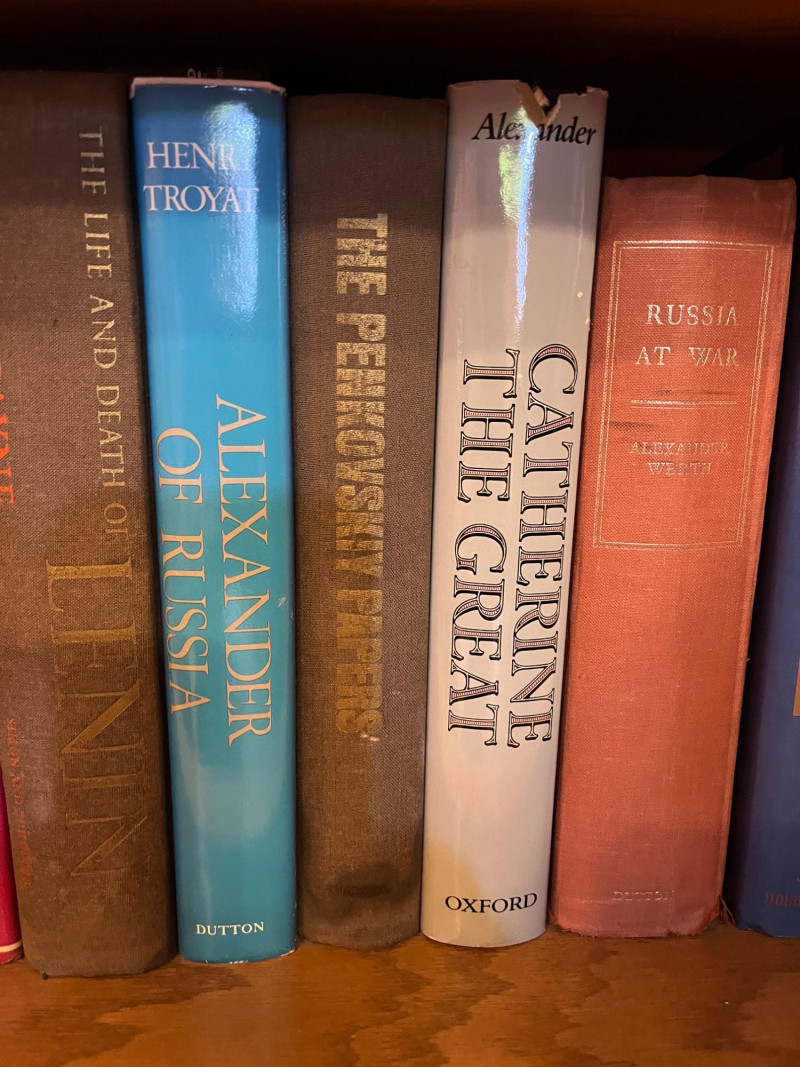 THE LIFE AND DEATH OF
LENIN
HENRI
TROYAT
ALEXANDER
OF RUSSIA
DUTTON
THE PENKOVSKIY PAPERS
Alexander
CATHERINE
THE GREAT
OXFORD
RUSSIA
AT WAR
ALEXANDER
WERTH
DUTTON